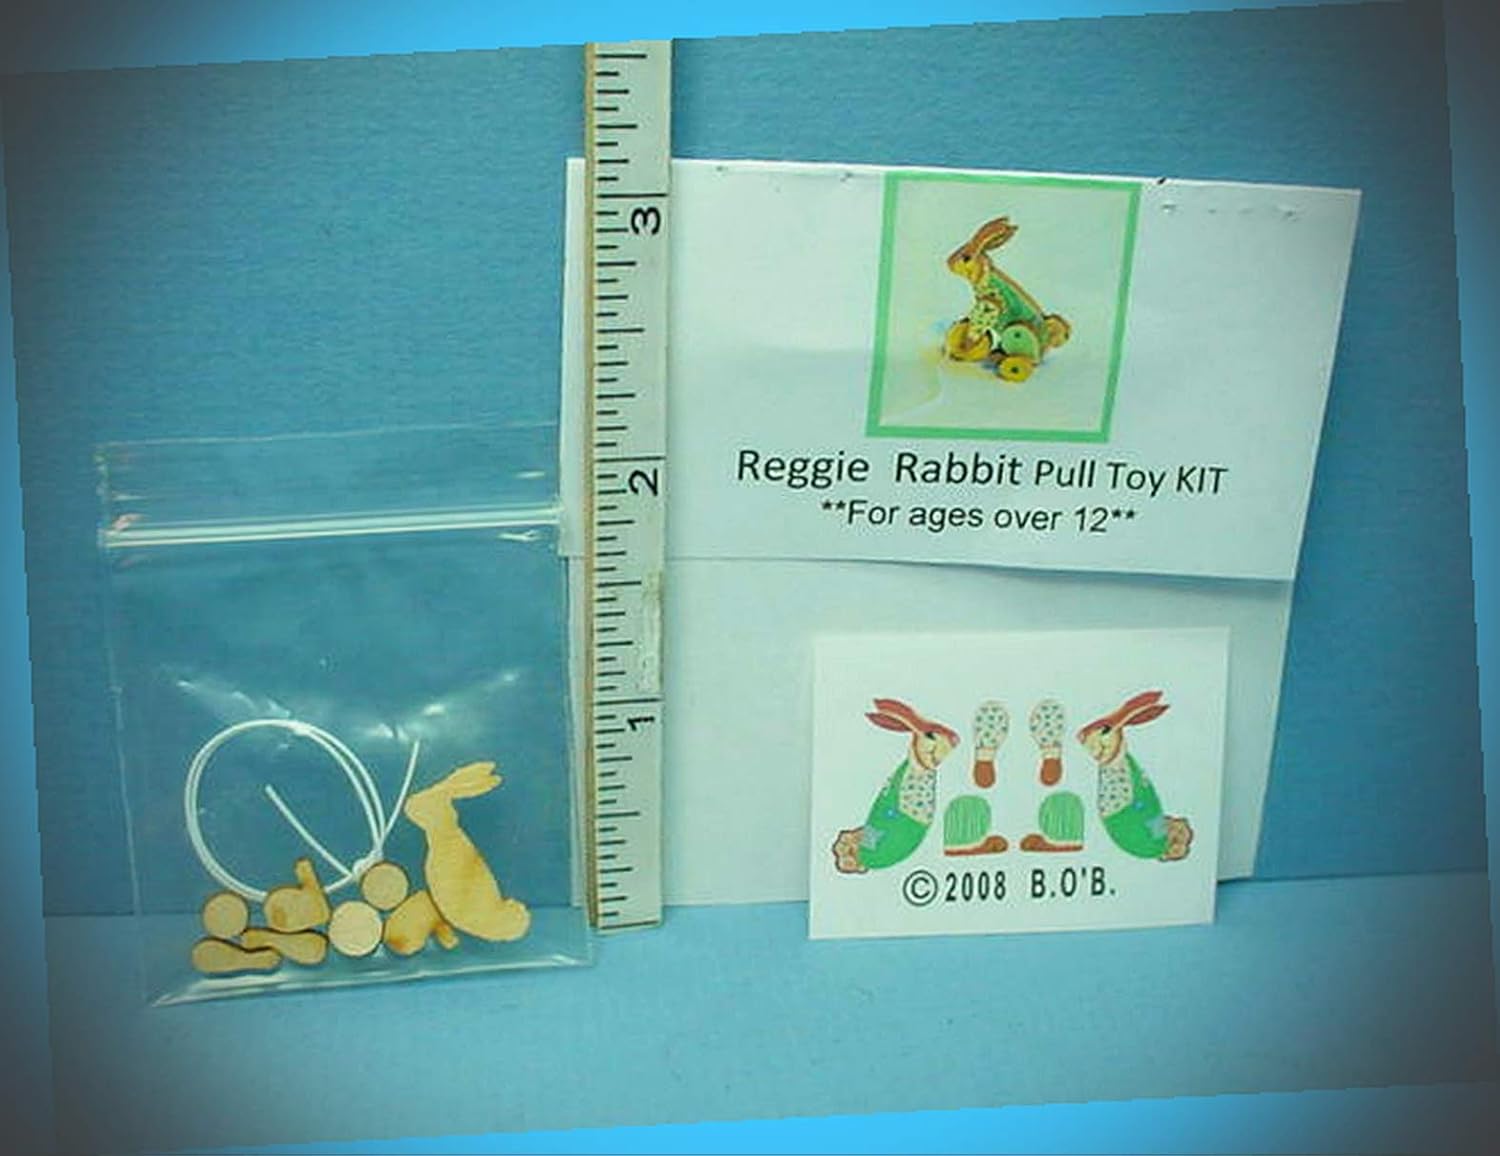 3
2
1
Reggie Rabbit Pull Toy KIT
**For ages over 12**
©2008 B.O'B.